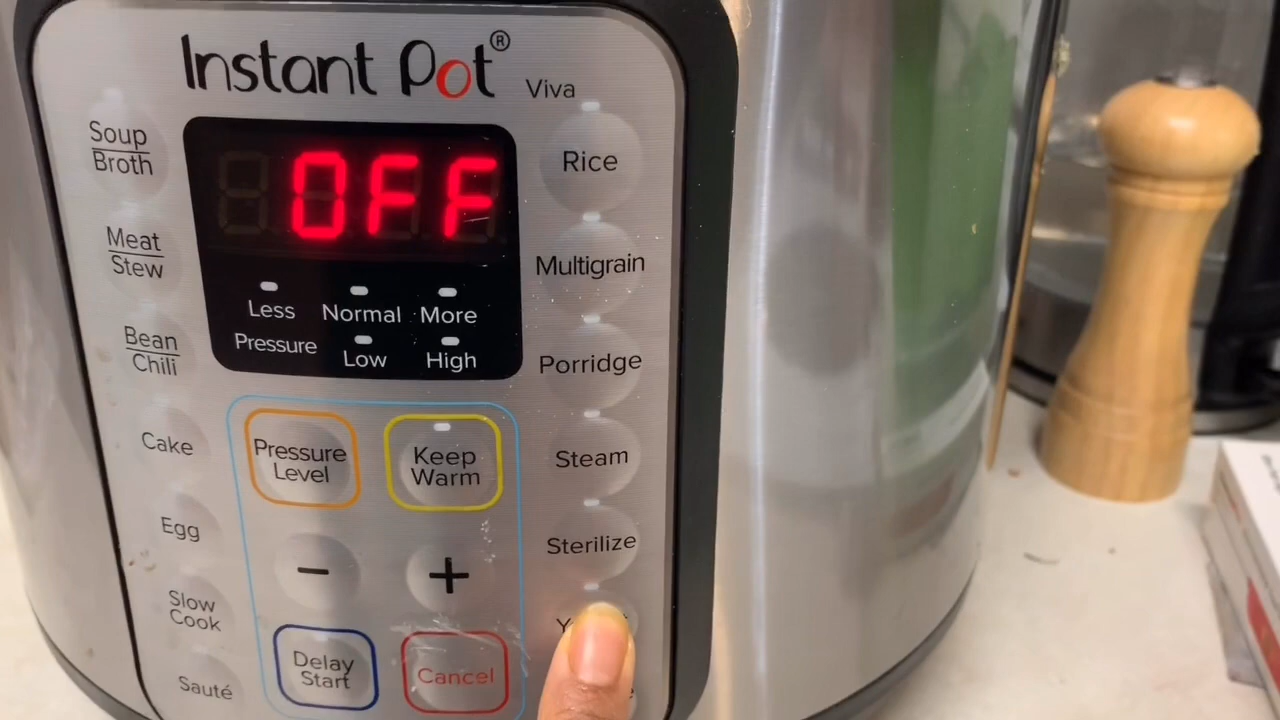 Instant Pot®
Viva
OFF
Less Normal More
Pressure Low High
Soup
Broth
Meat
Stew
Bean
Chili
Cake
Egg
Slow
Cook
Sauté
Pressure
Level
Keep
Warm
-
+
Delay
Start
Cancel
Rice
Multigrain
Porridge
Steam
Sterilize